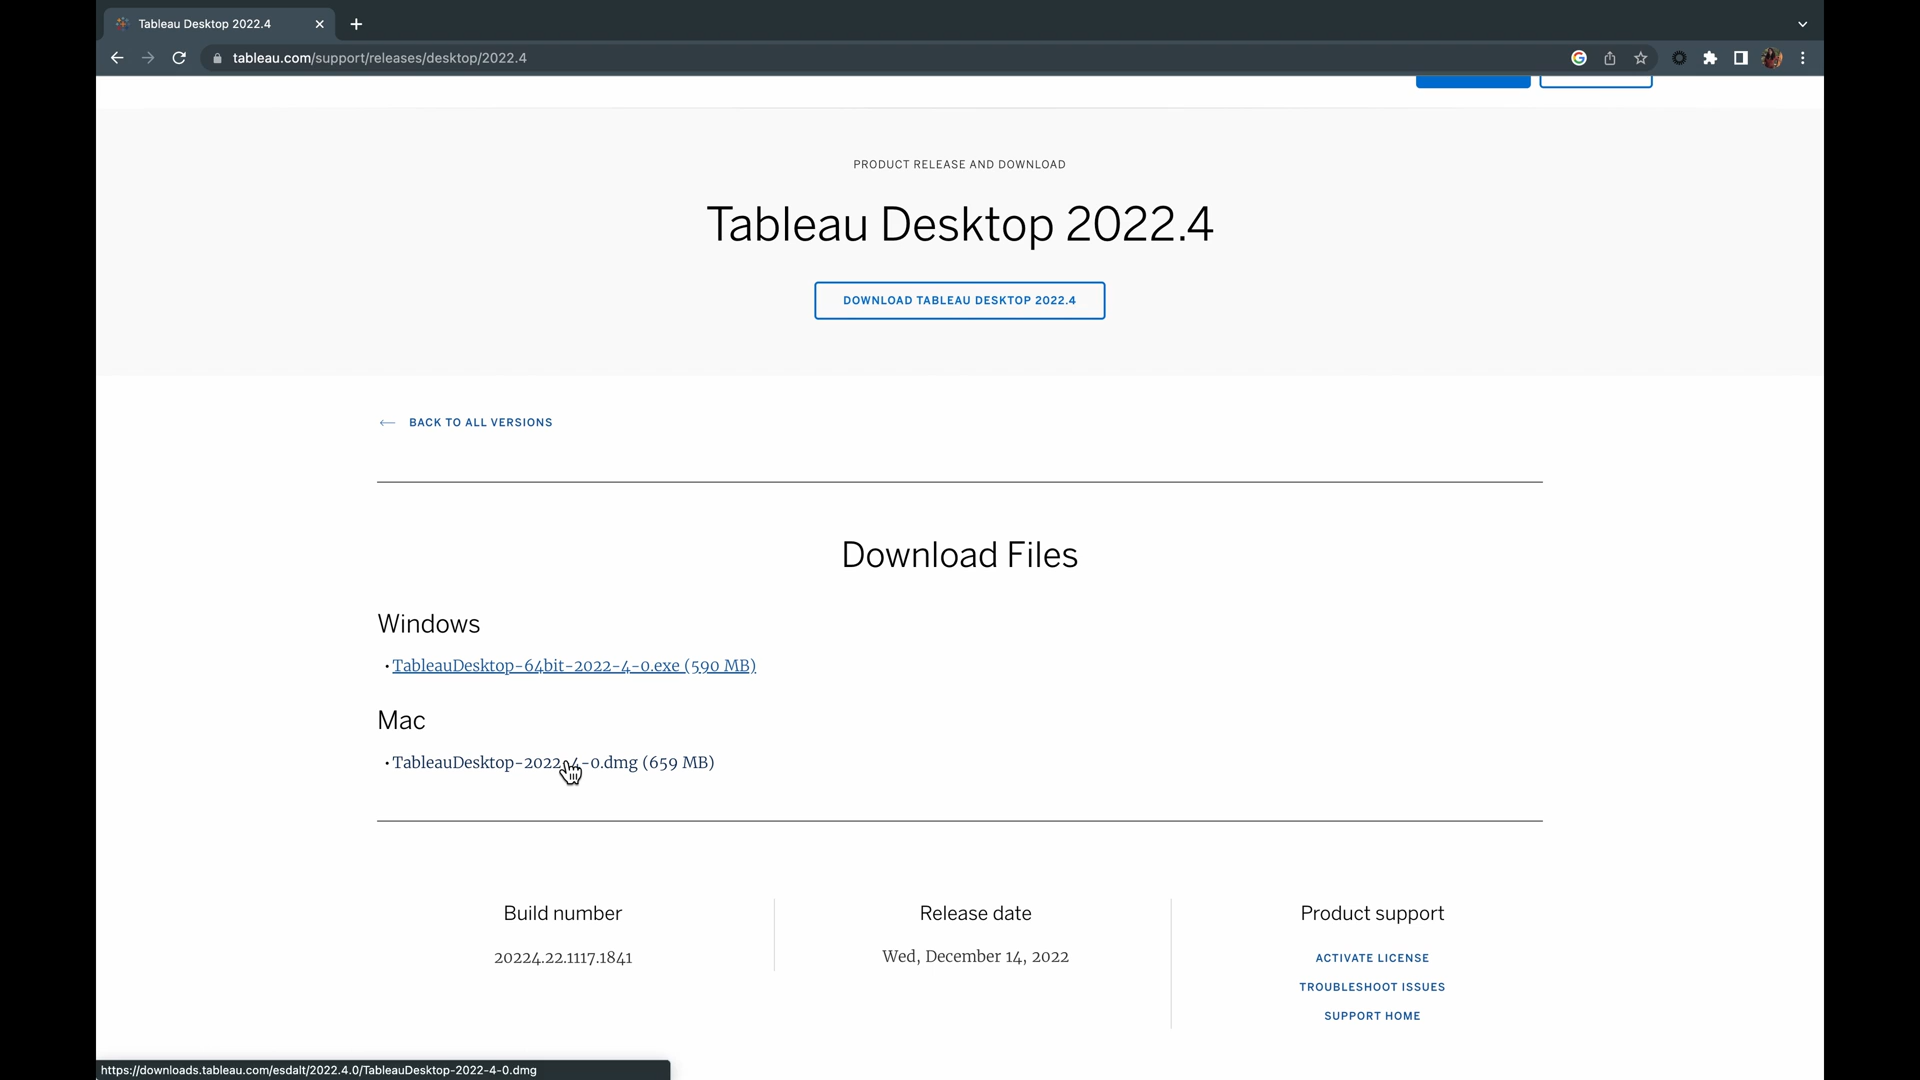 Tableau Desktop 2022.4
tableau.com/support/releases/desktop/2022.4
PRODUCT RELEASE AND DOWNLOAD
Tableau Desktop 2022.4
DOWNLOAD TABLEAU DESKTOP 2022.4
← BACK TO ALL VERSIONS
Download Files
Windows
• TableauDesktop-64bit-2022-4-0.exe (590 MB)
Mac
• TableauDesktop-2022-4-0.dmg (659 MB)
Build number
20224.22.1117.1841
Release date
Wed, December 14, 2022
Product support
ACTIVATE LICENSE
TROUBLESHOOT ISSUES
SUPPORT HOME
https://downloads.tableau.com/esdalt/2022.4.0/TableauDesktop-2022-4-0.dmg